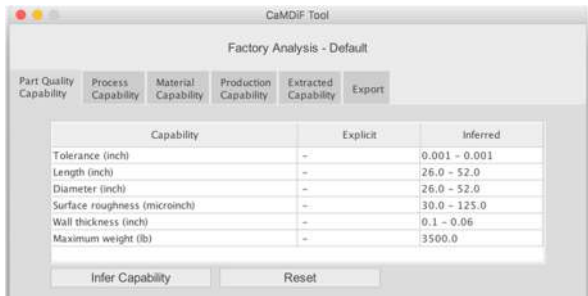 CaMDiF Tool
Factory Analysis - Default
Part Quality Capability
Process Capability
Material Capability
Production Capability
Extracted Capability
Export
Capability Explicit Inferred
Tolerance (inch) - 0.001 - 0.001
Length (inch) - 26.0 - 52.0
Diameter (inch) - 26.0 - 52.0
Surface roughness (microinch) - 30.0 - 125.0
Wall thickness (inch) - 0.1 - 0.06
Maximum weight (lb) - 3500.0
Infer Capability Reset